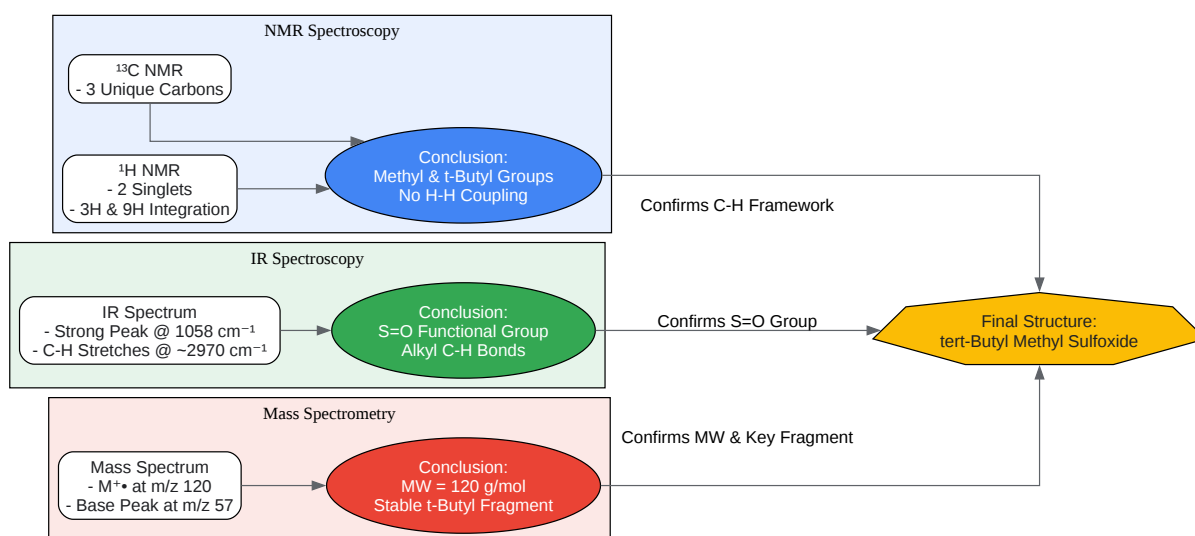 NMR Spectroscopy
¹³C NMR
- 3 Unique Carbons
¹H NMR
- 2 Singlets
- 3H & 9H Integration
Conclusion:
Methyl & t-Butyl Groups
No H-H Coupling
Confirms C-H Framework
IR Spectroscopy
IR Spectrum
- Strong Peak @ 1058 cm⁻¹
- C-H Stretches @ ~2970 cm⁻¹
Conclusion:
S=O Functional Group
Alkyl C-H Bonds
Confirms S=O Group
Final Structure:
tert-Butyl Methyl Sulfoxide
Mass Spectrometry
Mass Spectrum
- M⁺• at m/z 120
- Base Peak at m/z 57
Conclusion:
MW = 120 g/mol
Stable t-Butyl Fragment
Confirms MW & Key Fragment